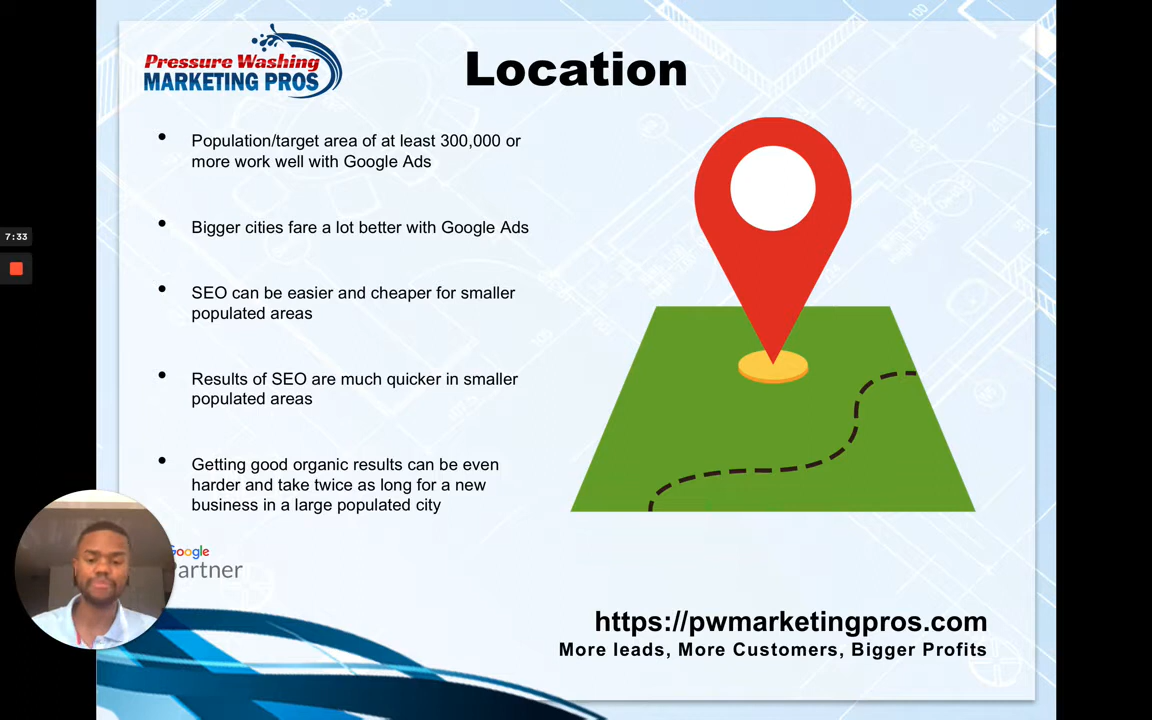 Pressure Washing
MARKETING PROS
Location
• Population/target area of at least 300,000 or
more work well with Google Ads
• Bigger cities fare a lot better with Google Ads
7:33
• SEO can be easier and cheaper for smaller
populated areas
• Results of SEO are much quicker in smaller
populated areas
• Getting good organic results can be even
harder and take twice as long for a new
business in a large populated city
Google
Partner
https://pwmarketingpros.com
More leads, More Customers, Bigger Profits